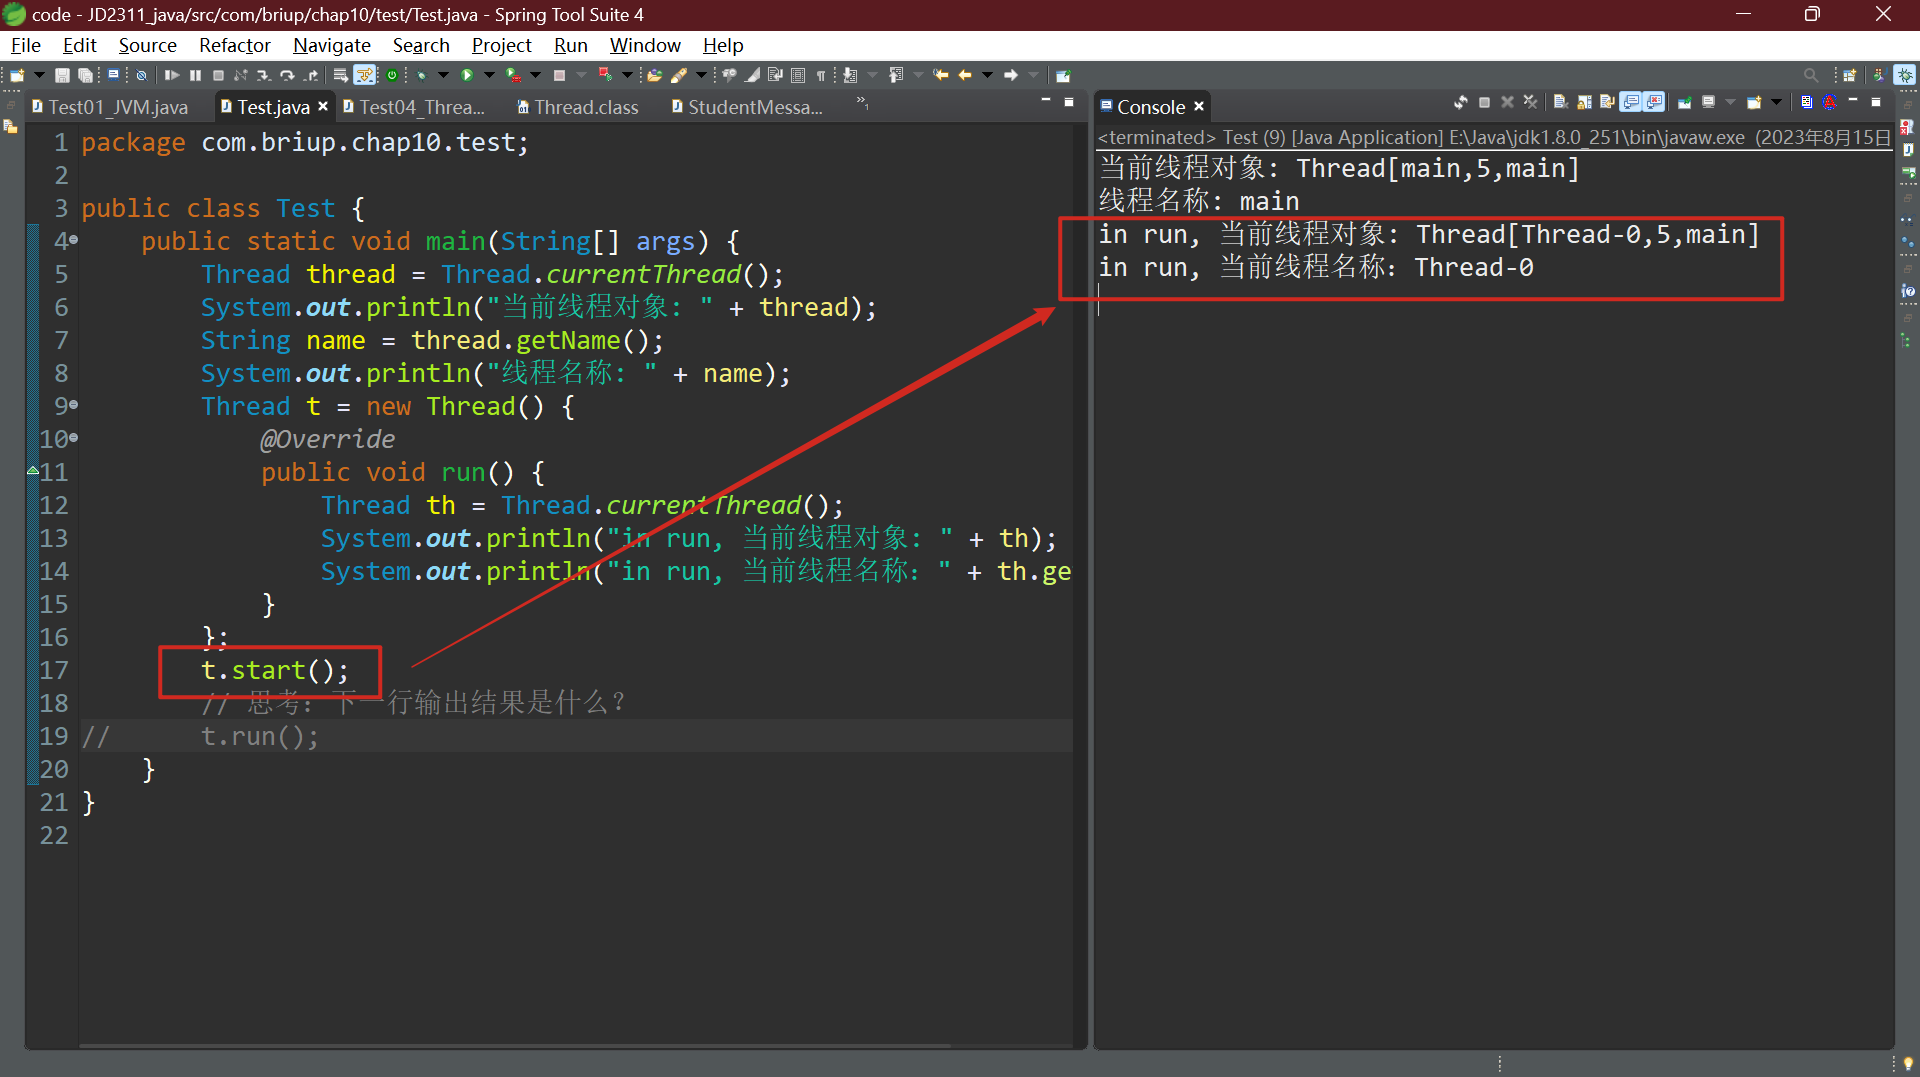 code - JD2311_java/src/com/briup/chap10/test/Test.java - Spring Tool Suite 4
File Edit Source Refactor Navigate Search Project Run Window Help
Test01_JVM.java Test.java Test04_Threa... Thread.class StudentMessa... »1
1 package com.briup.chap10.test;
2
3 public class Test {
4 public static void main(String[] args) {
5 Thread thread = Thread.currentThread();
6 System.out.println("当前线程对象: " + thread);
7 String name = thread.getName();
8 System.out.println("线程名称: " + name);
9 Thread t = new Thread() {
10 @Override
11 public void run() {
12 Thread th = Thread.currentThread();
13 System.out.println("in run, 当前线程对象: " + th);
14 System.out.println("in run, 当前线程名称: " + th.ge
15 }
16 };
17 t.start();
18 // 思考: 下一行输出结果是什么?
19 // t.run();
20 }
21 }
22
Console
<terminated> Test (9) [Java Application] E:\Java\jdk1.8.0_251\bin\javaw.exe (2023年8月15日
当前线程对象: Thread[main,5,main]
线程名称: main
in run, 当前线程对象: Thread[Thread-0,5,main]
in run, 当前线程名称: Thread-0